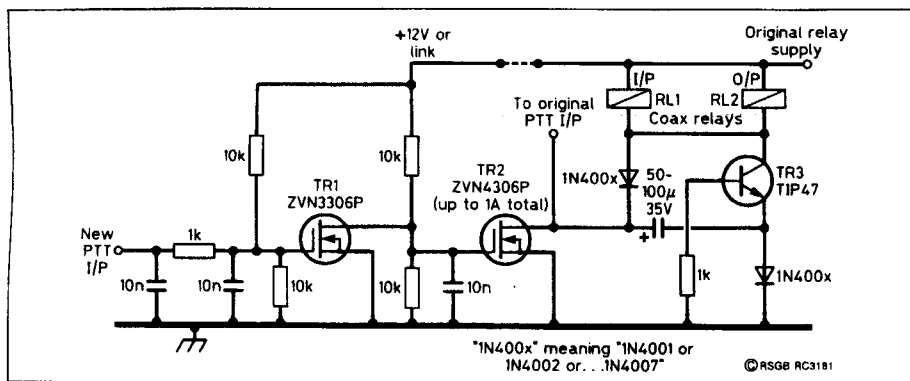 +12V or
link
Original relay
supply
I/P
O/P
RL1
RL2
Coax relays
To original
PTT I/P
10k
10k
TR1
ZVN3306P
TR2
ZVN4306P
(up to 1A total)
1N400x
50-
100μ
35V
+
TR3
TIP47
New
PTT
I/P
1k
10n
10n
10k
10k
10n
1k
1N400x
"1N400x" meaning "1N4001 or
1N4002 or...1N4007"
©RSGB RC3181